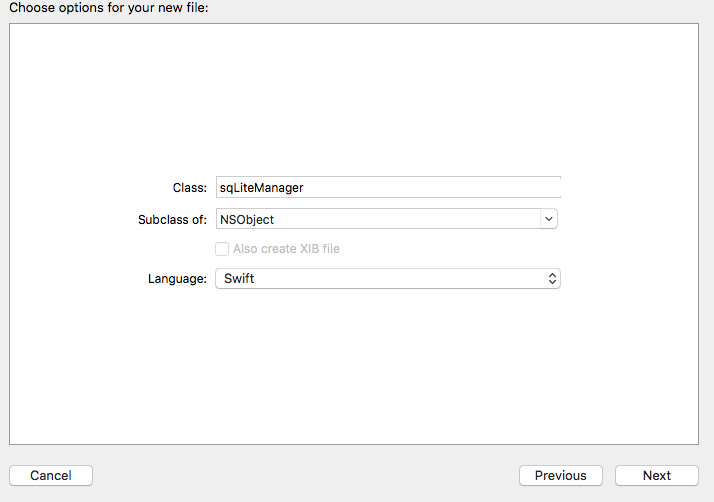 Choose options for your new file:
Class: sqLiteManager
Subclass of: NSObject
Also create XIB file
Language: Swift
Cancel Previous Next